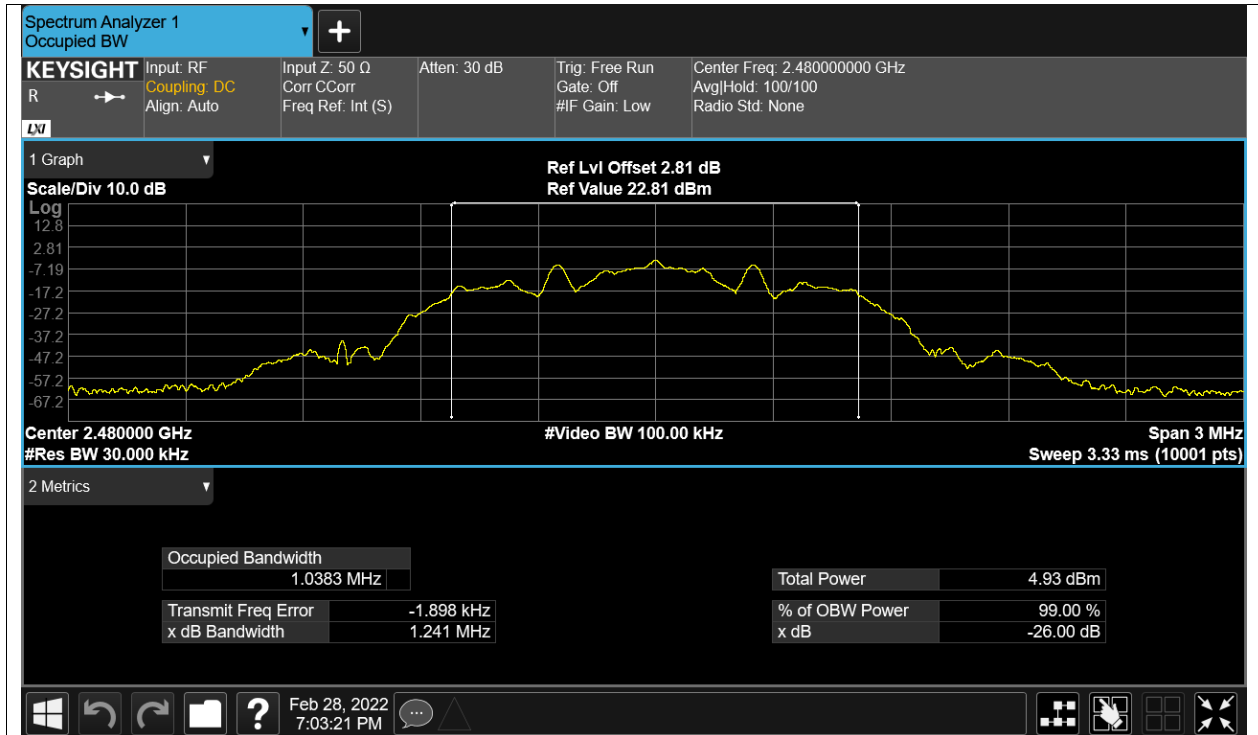 Spectrum Analyzer 1
Occupied BW
KEYSIGHT
R
LXI
Input: RF
Coupling: DC
Align: Auto
Input Z: 50 Ω
Corr CCorr
Freq Ref: Int (S)
Atten: 30 dB
Trig: Free Run
Gate: Off
#IF Gain: Low
Center Freq: 2.480000000 GHz
Avg|Hold: 100/100
Radio Std: None
1 Graph
Scale/Div 10.0 dB
Ref Lvl Offset 2.81 dB
Ref Value 22.81 dBm
Log
12.8
2.81
-7.19
-17.2
-27.2
-37.2
-47.2
-57.2
-67.2
Center 2.480000 GHz
#Res BW 30.000 kHz
#Video BW 100.00 kHz
Span 3 MHz
Sweep 3.33 ms (10001 pts)
2 Metrics
Occupied Bandwidth
1.0383 MHz
Transmit Freq Error -1.898 kHz
x dB Bandwidth 1.241 MHz
Total Power 4.93 dBm
% of OBW Power 99.00 %
x dB -26.00 dB
?
Feb 28, 2022
7:03:21 PM